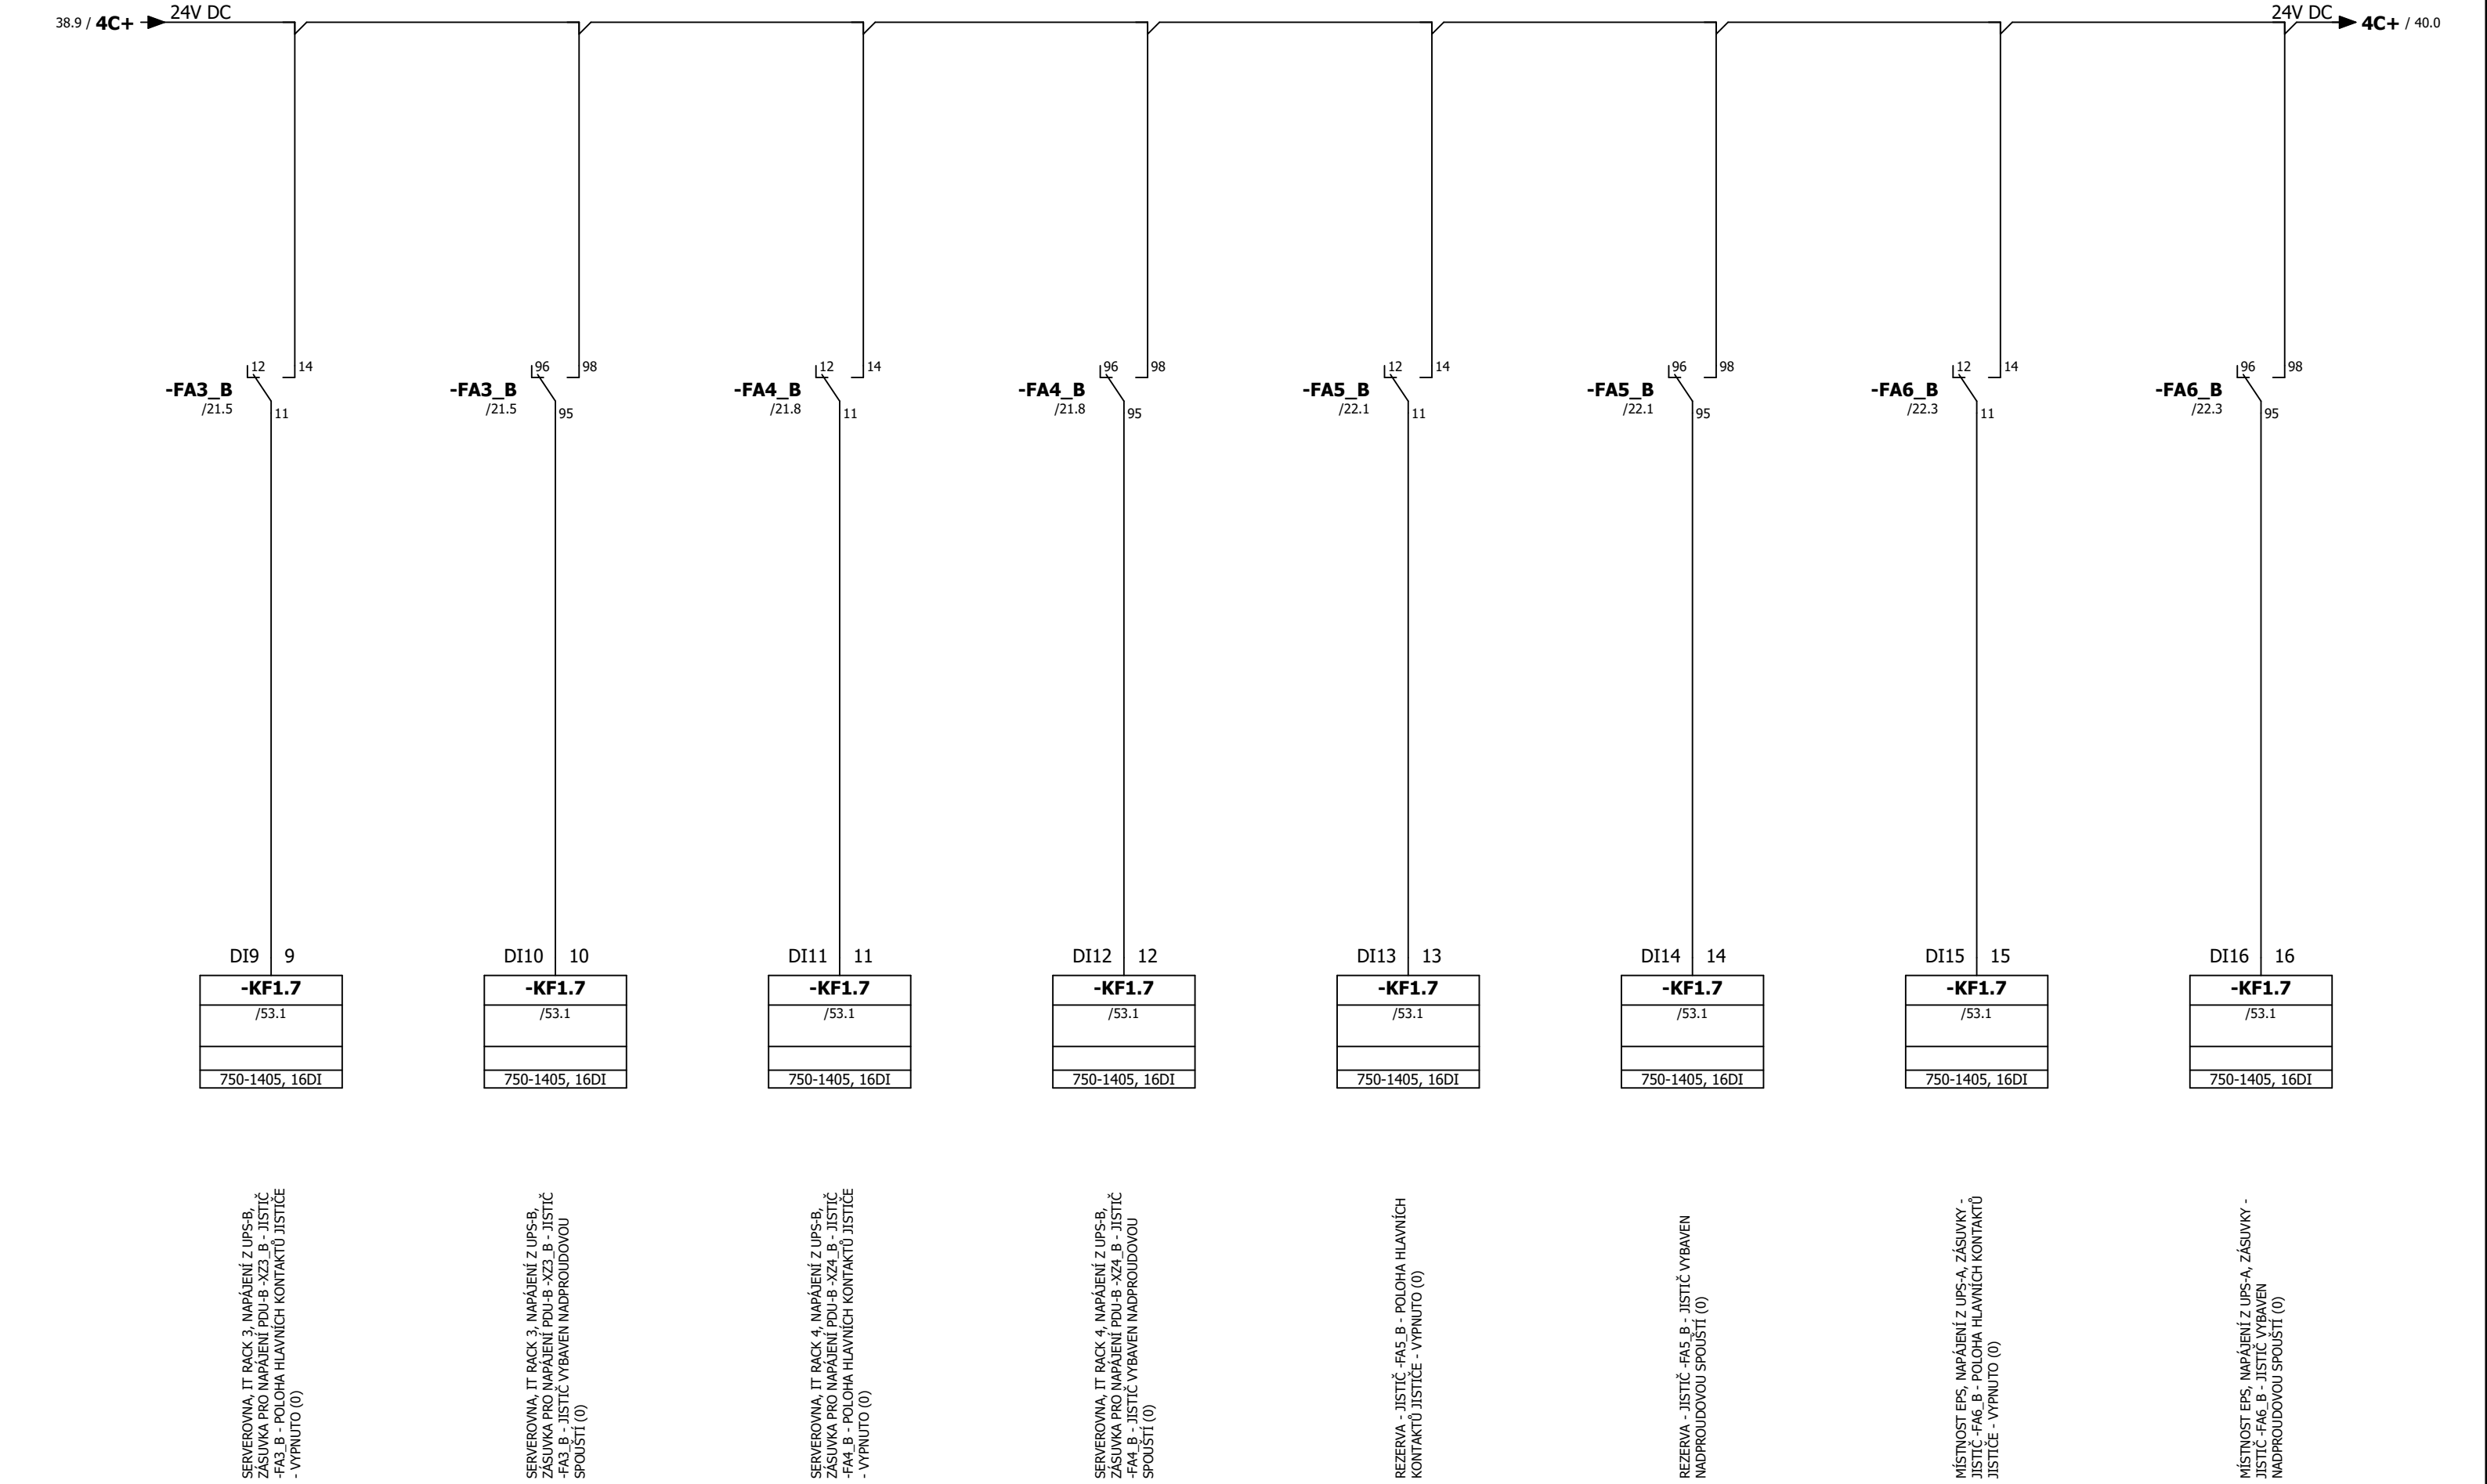 38.9 / 4C+ 24V DC 24V DC 4C+ / 40.0
12 14 96 98 12 14 96 98 12 14 96 98 12 14 96 98
-FA3_B -FA3_B -FA4_B -FA4_B -FA5_B -FA5_B -FA6_B -FA6_B
/21.5 /21.5 /21.8 /21.8 /22.1 /22.1 /22.3 /22.3
11 95 11 95 11 95 11 95
DI9 9 DI10 10 DI11 11 DI12 12 DI13 13 DI14 14 DI15 15 DI16 16
-KF1.7 -KF1.7 -KF1.7 -KF1.7 -KF1.7 -KF1.7 -KF1.7 -KF1.7
/53.1 /53.1 /53.1 /53.1 /53.1 /53.1 /53.1 /53.1
750-1405, 16DI 750-1405, 16DI 750-1405, 16DI 750-1405, 16DI 750-1405, 16DI 750-1405, 16DI 750-1405, 16DI 750-1405, 16DI
SERVEROVNA, IT RACK 3, NAPÁJENÍ Z UPS-B,
ZÁSUVKA PRO NAPÁJENÍ PDU-B -XZ3_B - JISTIČ
-FA3_B - POLOHA HLAVNÍCH KONTAKTŮ JISTIČE
- VYPNUTO (0)
SERVEROVNA, IT RACK 3, NAPÁJENÍ Z UPS-B,
ZÁSUVKA PRO NAPÁJENÍ PDU-B -XZ3_B - JISTIČ
-FA3_B - JISTIČ VYBAVEN NADPROUDOVOU
SPOUŠTÍ (0)
SERVEROVNA, IT RACK 4, NAPÁJENÍ Z UPS-B,
ZÁSUVKA PRO NAPÁJENÍ PDU-B -XZ4_B - JISTIČ
-FA4_B - POLOHA HLAVNÍCH KONTAKTŮ JISTIČE
- VYPNUTO (0)
SERVEROVNA, IT RACK 4, NAPÁJENÍ Z UPS-B,
ZÁSUVKA PRO NAPÁJENÍ PDU-B -XZ4_B - JISTIČ
-FA4_B - JISTIČ VYBAVEN NADPROUDOVOU
SPOUŠTÍ (0)
REZERVA - JISTIČ -FA5_B - POLOHA HLAVNÍCH
KONTAKTŮ JISTIČE - VYPNUTO (0)
REZERVA - JISTIČ -FA5_B - JISTIČ VYBAVEN
NADPROUDOVOU SPOUŠTÍ (0)
MÍSTNOST EPS, NAPÁJENÍ Z UPS-A, ZÁSUVKY -
JISTIČ -FA6_B - POLOHA HLAVNÍCH KONTAKTŮ
JISTIČE - VYPNUTO (0)
MÍSTNOST EPS, NAPÁJENÍ Z UPS-A, ZÁSUVKY -
JISTIČ -FA6_B - JISTIČ VYBAVEN
NADPROUDOVOU SPOUŠTÍ (0)